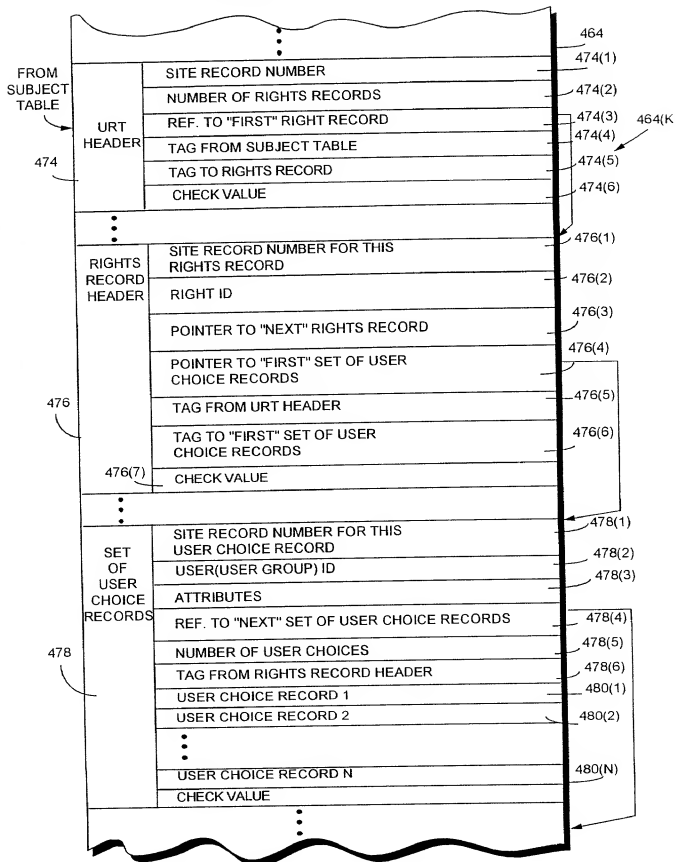 464
FROM
SUBJECT
TABLE
URT
HEADER
474
SITE RECORD NUMBER
474(1)
NUMBER OF RIGHTS RECORDS
474(2)
REF. TO "FIRST" RIGHT RECORD
474(3)
464(K
TAG FROM SUBJECT TABLE
474(4)
TAG TO RIGHTS RECORD
474(5)
CHECK VALUE
474(6)
RIGHTS
RECORD
HEADER
476
SITE RECORD NUMBER FOR THIS
RIGHTS RECORD
476(1)
RIGHT ID
476(2)
POINTER TO "NEXT" RIGHTS RECORD
476(3)
POINTER TO "FIRST" SET OF USER
CHOICE RECORDS
476(4)
TAG FROM URT HEADER
476(5)
TAG TO "FIRST" SET OF USER
CHOICE RECORDS
476(6)
476(7)
CHECK VALUE
SET
OF
USER
CHOICE
RECORDS
478
SITE RECORD NUMBER FOR THIS
USER CHOICE RECORD
478(1)
USER(USER GROUP) ID
478(2)
ATTRIBUTES
478(3)
REF. TO "NEXT" SET OF USER CHOICE RECORDS
478(4)
NUMBER OF USER CHOICES
478(5)
TAG FROM RIGHTS RECORD HEADER
478(6)
USER CHOICE RECORD 1
480(1)
USER CHOICE RECORD 2
480(2)
USER CHOICE RECORD N
480(N)
CHECK VALUE